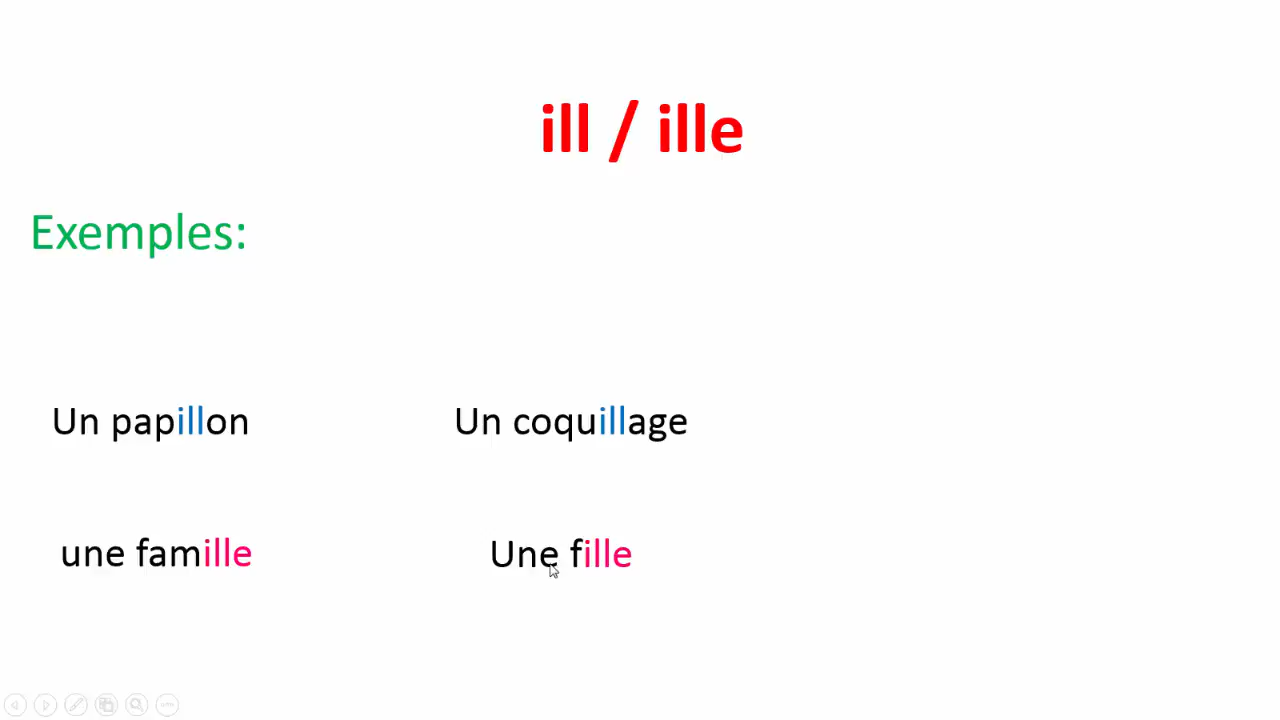 ill / ille
Exemples:
Un papillon
Un coquillage
une famille
Une fille